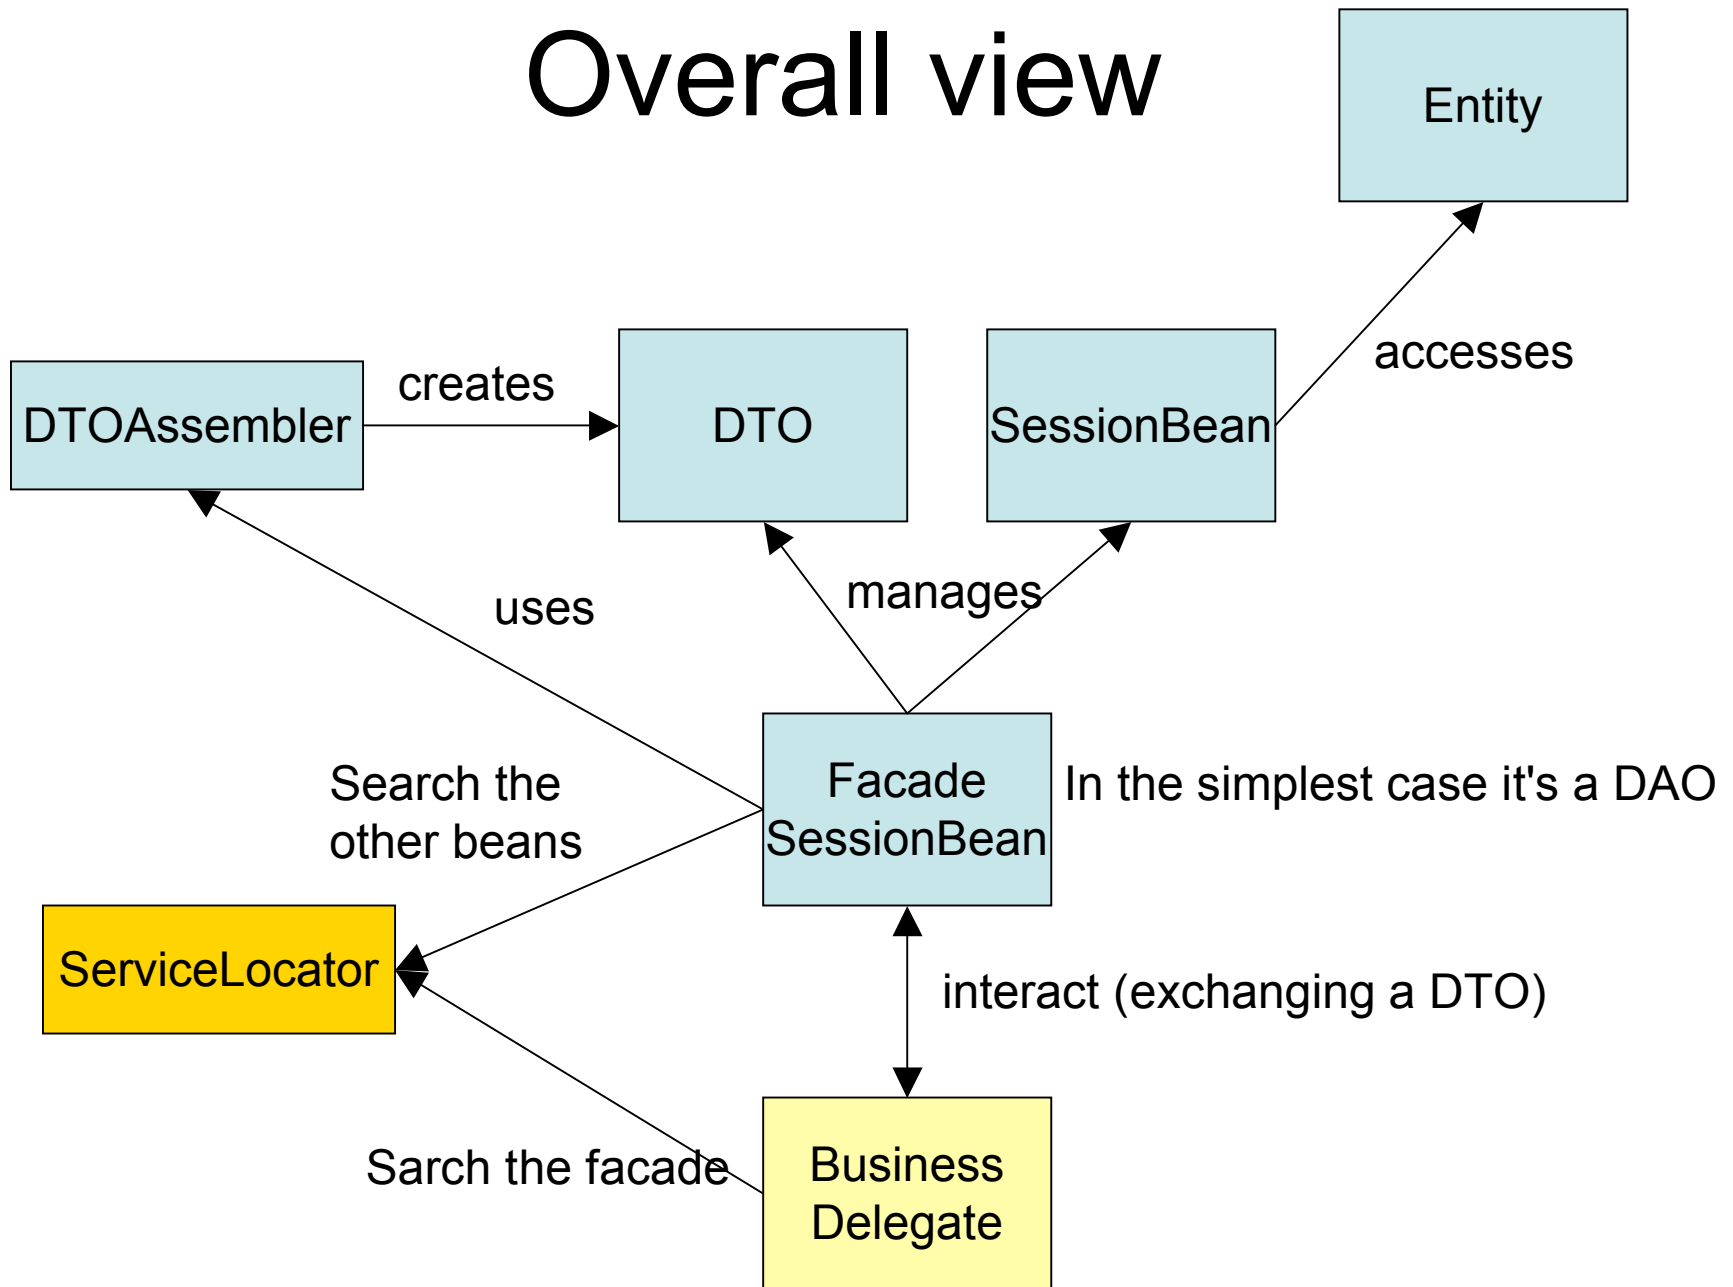 Overall view
Entity
accesses
creates
DTOAssembler
DTO
SessionBean
manages
uses
Search the
other beans
Facade
SessionBean
In the simplest case it's a DAO
ServiceLocator
interact (exchanging a DTO)
Sarch the facade
Business
Delegate